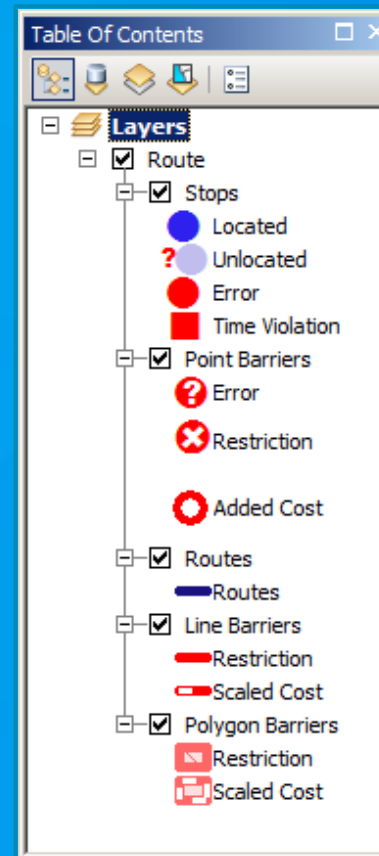 Table Of Contents
Layers
Route
Stops
Located
? Unlocated
Error
Time Violation
Point Barriers
? Error
Restriction
Added Cost
Routes
Routes
Line Barriers
Restriction
Scaled Cost
Polygon Barriers
Restriction
Scaled Cost